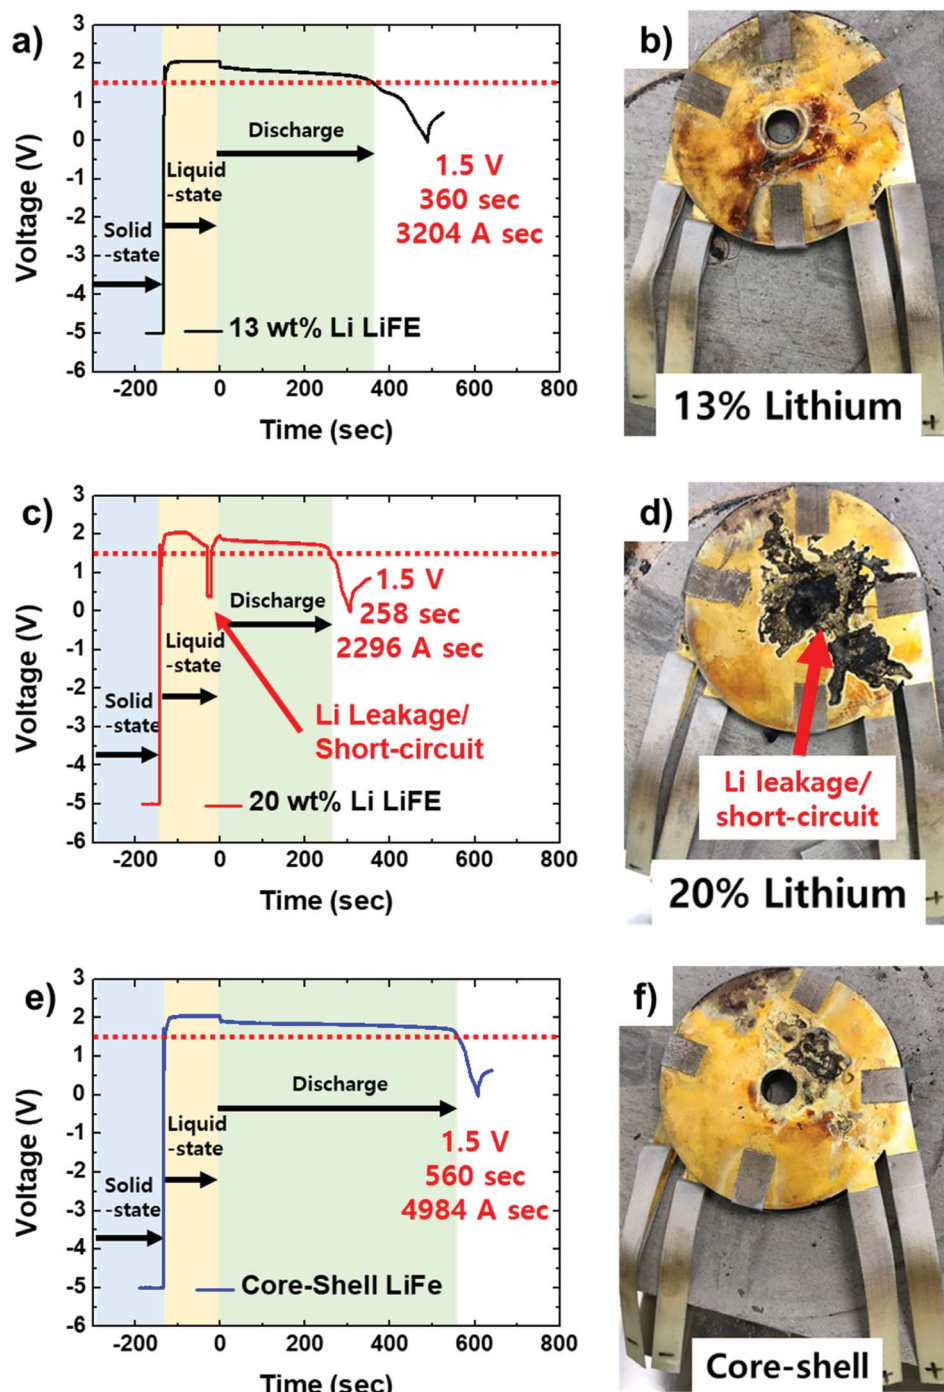 a)
3
2
1
0
-1
-2
-3
-4
-5
-6
Voltage (V)
Discharge
Liquid
-state
Solid
-state
1.5 V
360 sec
3204 A sec
13 wt% Li LiFE
-200 0 200 400 600 800
Time (sec)
b)
3
13% Lithium
-
+
c)
3
2
1
0
-1
-2
-3
-4
-5
-6
Voltage (V)
Discharge
Liquid
-state
Solid
-state
1.5 V
258 sec
2296 A sec
Li Leakage/
Short-circuit
20 wt% Li LiFE
-200 0 200 400 600 800
Time (sec)
d)
Li leakage/
short-circuit
20% Lithium
-
+
e)
3
2
1
0
-1
-2
-3
-4
-5
-6
Voltage (V)
Discharge
Liquid
-state
Solid
-state
1.5 V
560 sec
4984 A sec
Core-Shell LiFe
-200 0 200 400 600 800
Time (sec)
f)
Core-shell
-
+ +